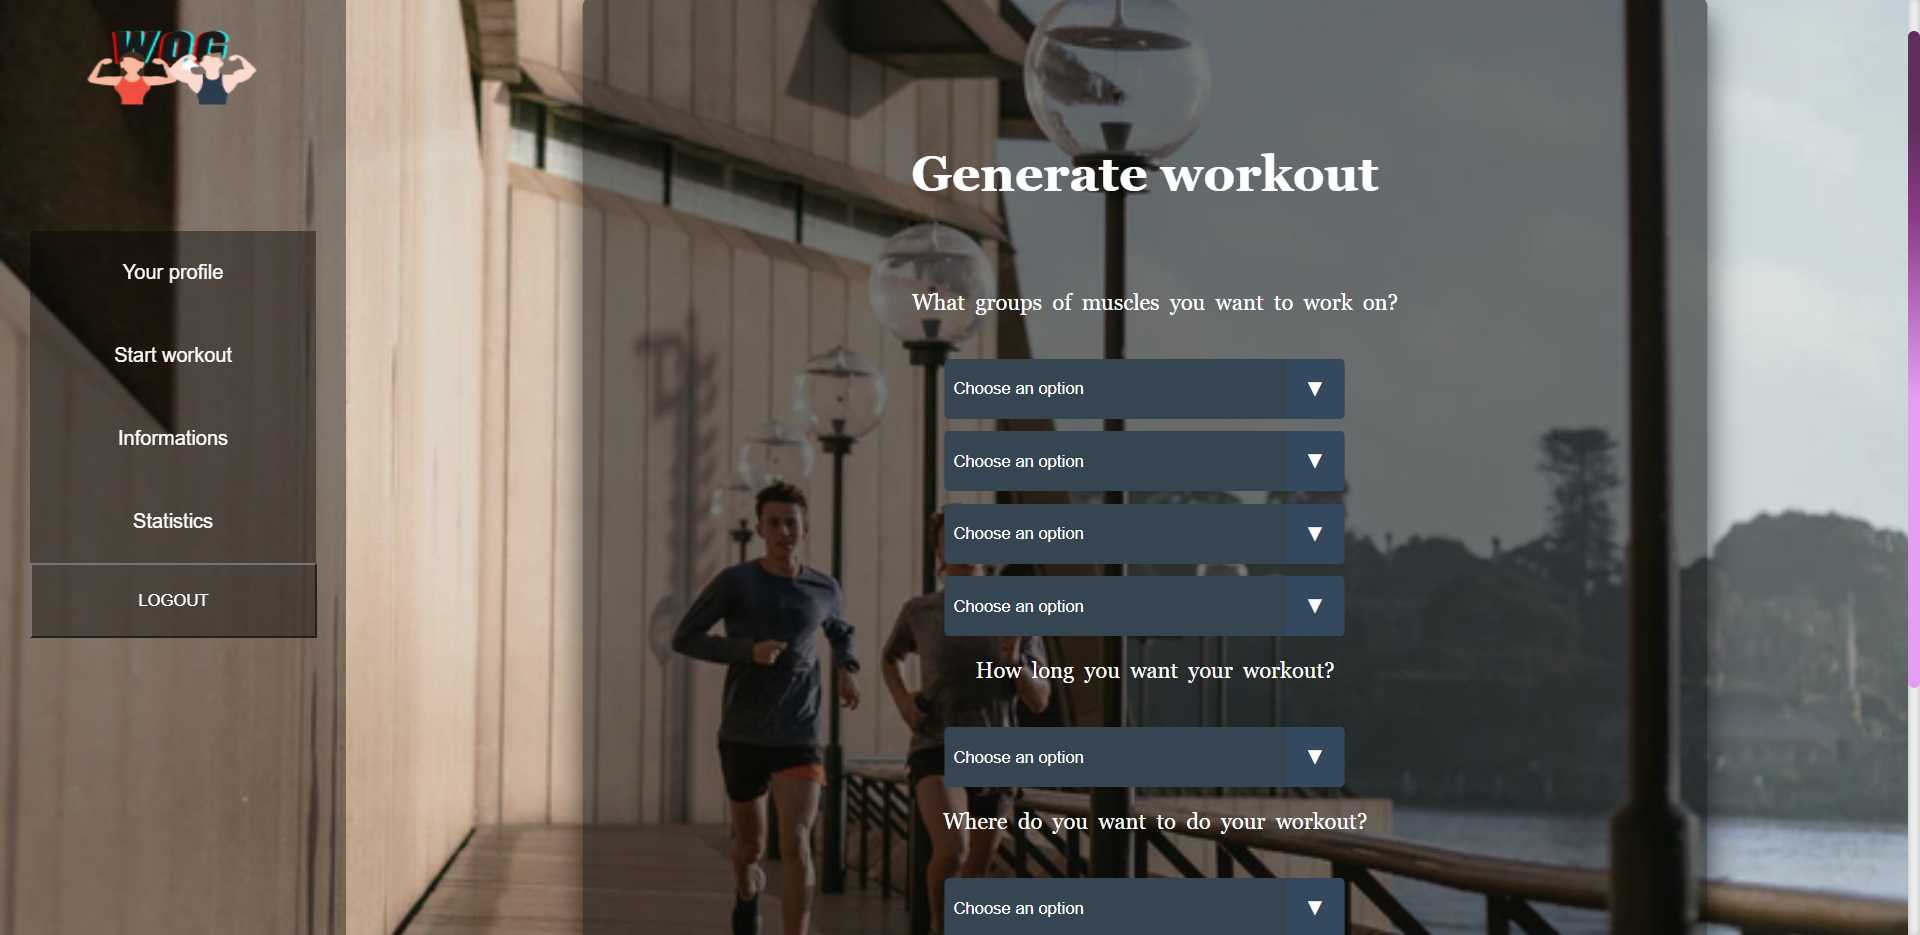 WOG
Your profile
Start workout
Informations
Statistics
LOGOUT
Generate workout
What groups of muscles you want to work on?
Choose an option
Choose an option
Choose an option
Choose an option
How long you want your workout?
Choose an option
Where do you want to do your workout?
Choose an option